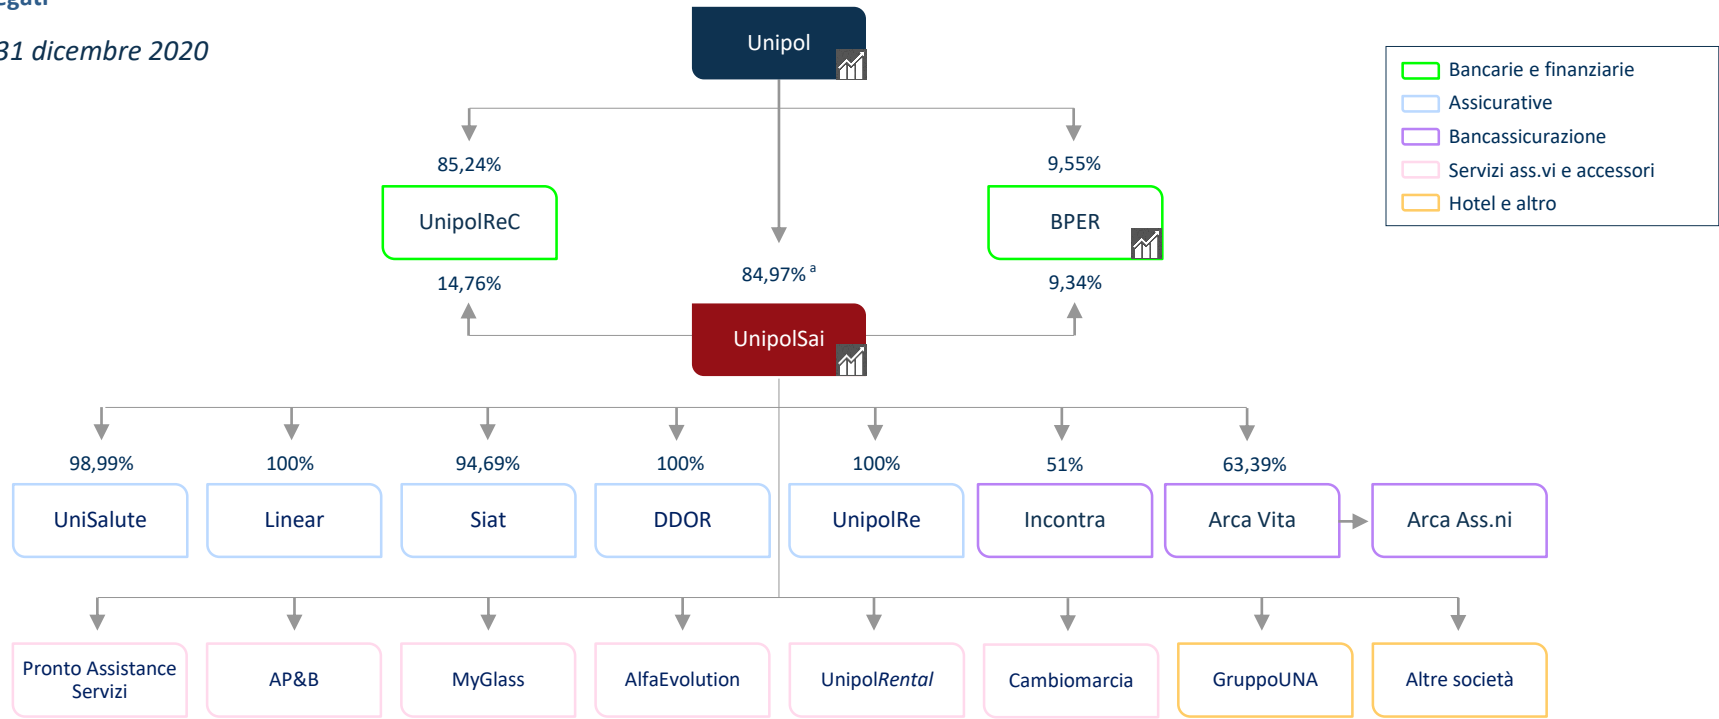 31 dicembre 2020
Unipol
Bancarie e finanziarie
Assicurative
Bancassicurazione
Servizi ass.vi e accessori
Hotel e altro
85,24%
9,55%
UnipolReC
BPER
14,76%
84,97% a
9,34%
UnipolSai
98,99%
100%
94,69%
100%
100%
51%
63,39%
UniSalute
Linear
Siat
DDOR
UnipolRe
Incontra
Arca Vita
Arca Ass.ni
Pronto Assistance
Servizi
AP&B
MyGlass
AlfaEvolution
UnipolRental
Cambiomarcia
GruppoUNA
Altre società